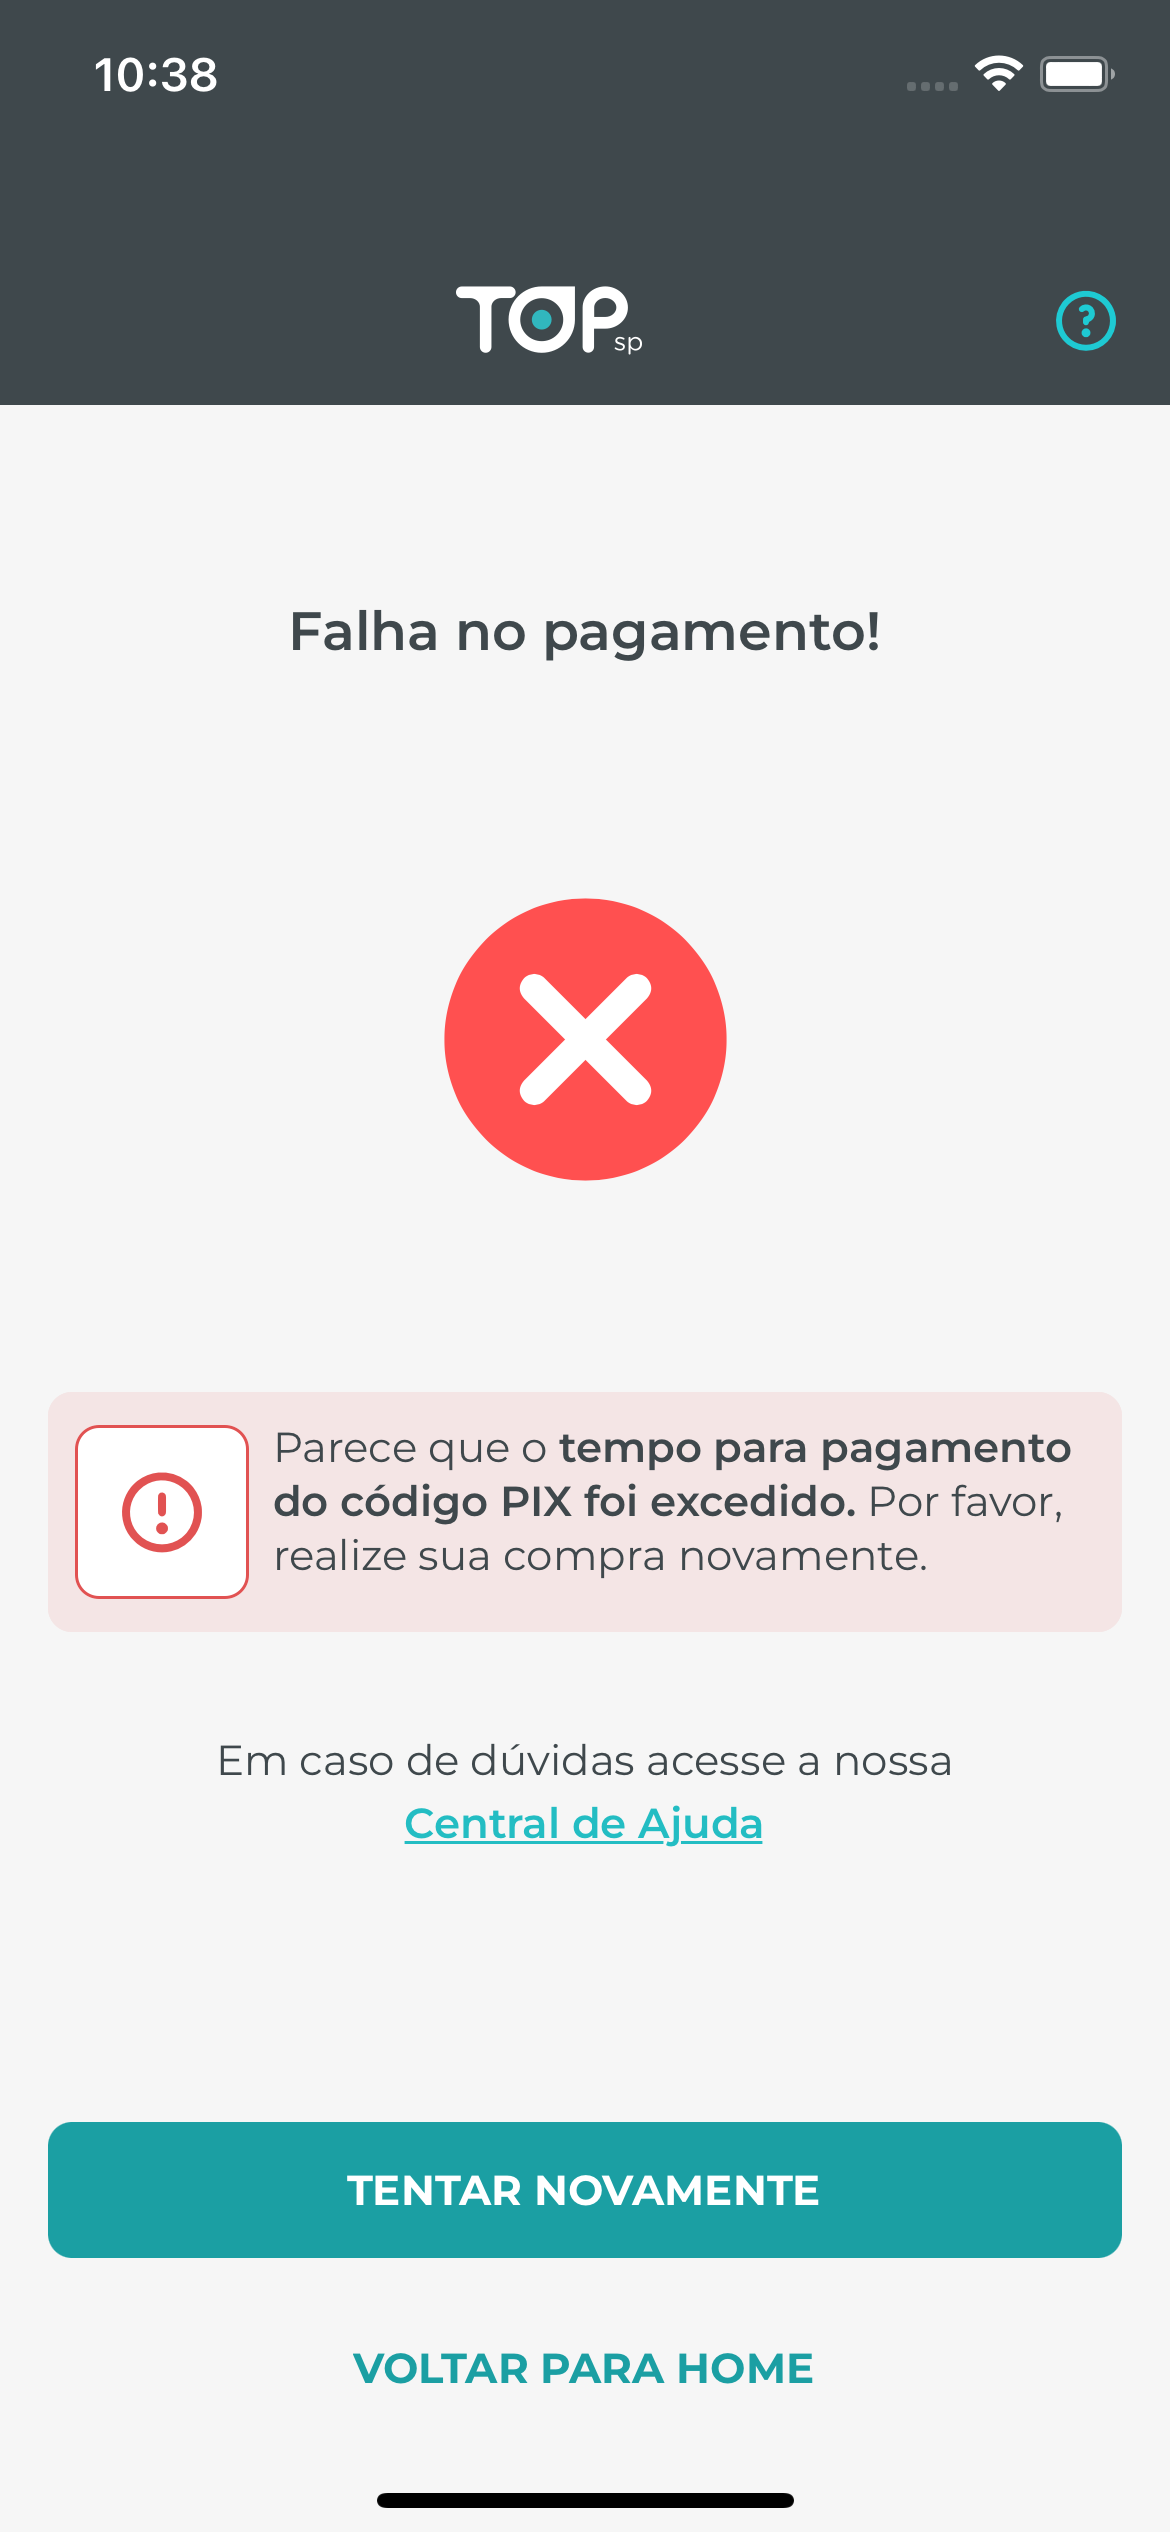 10:38
TOP
sp
Falha no pagamento!
Parece que o tempo para pagamento
do código PIX foi excedido. Por favor,
realize sua compra novamente.
Em caso de dúvidas acesse a nossa
Central de Ajuda
TENTAR NOVAMENTE
VOLTAR PARA HOME